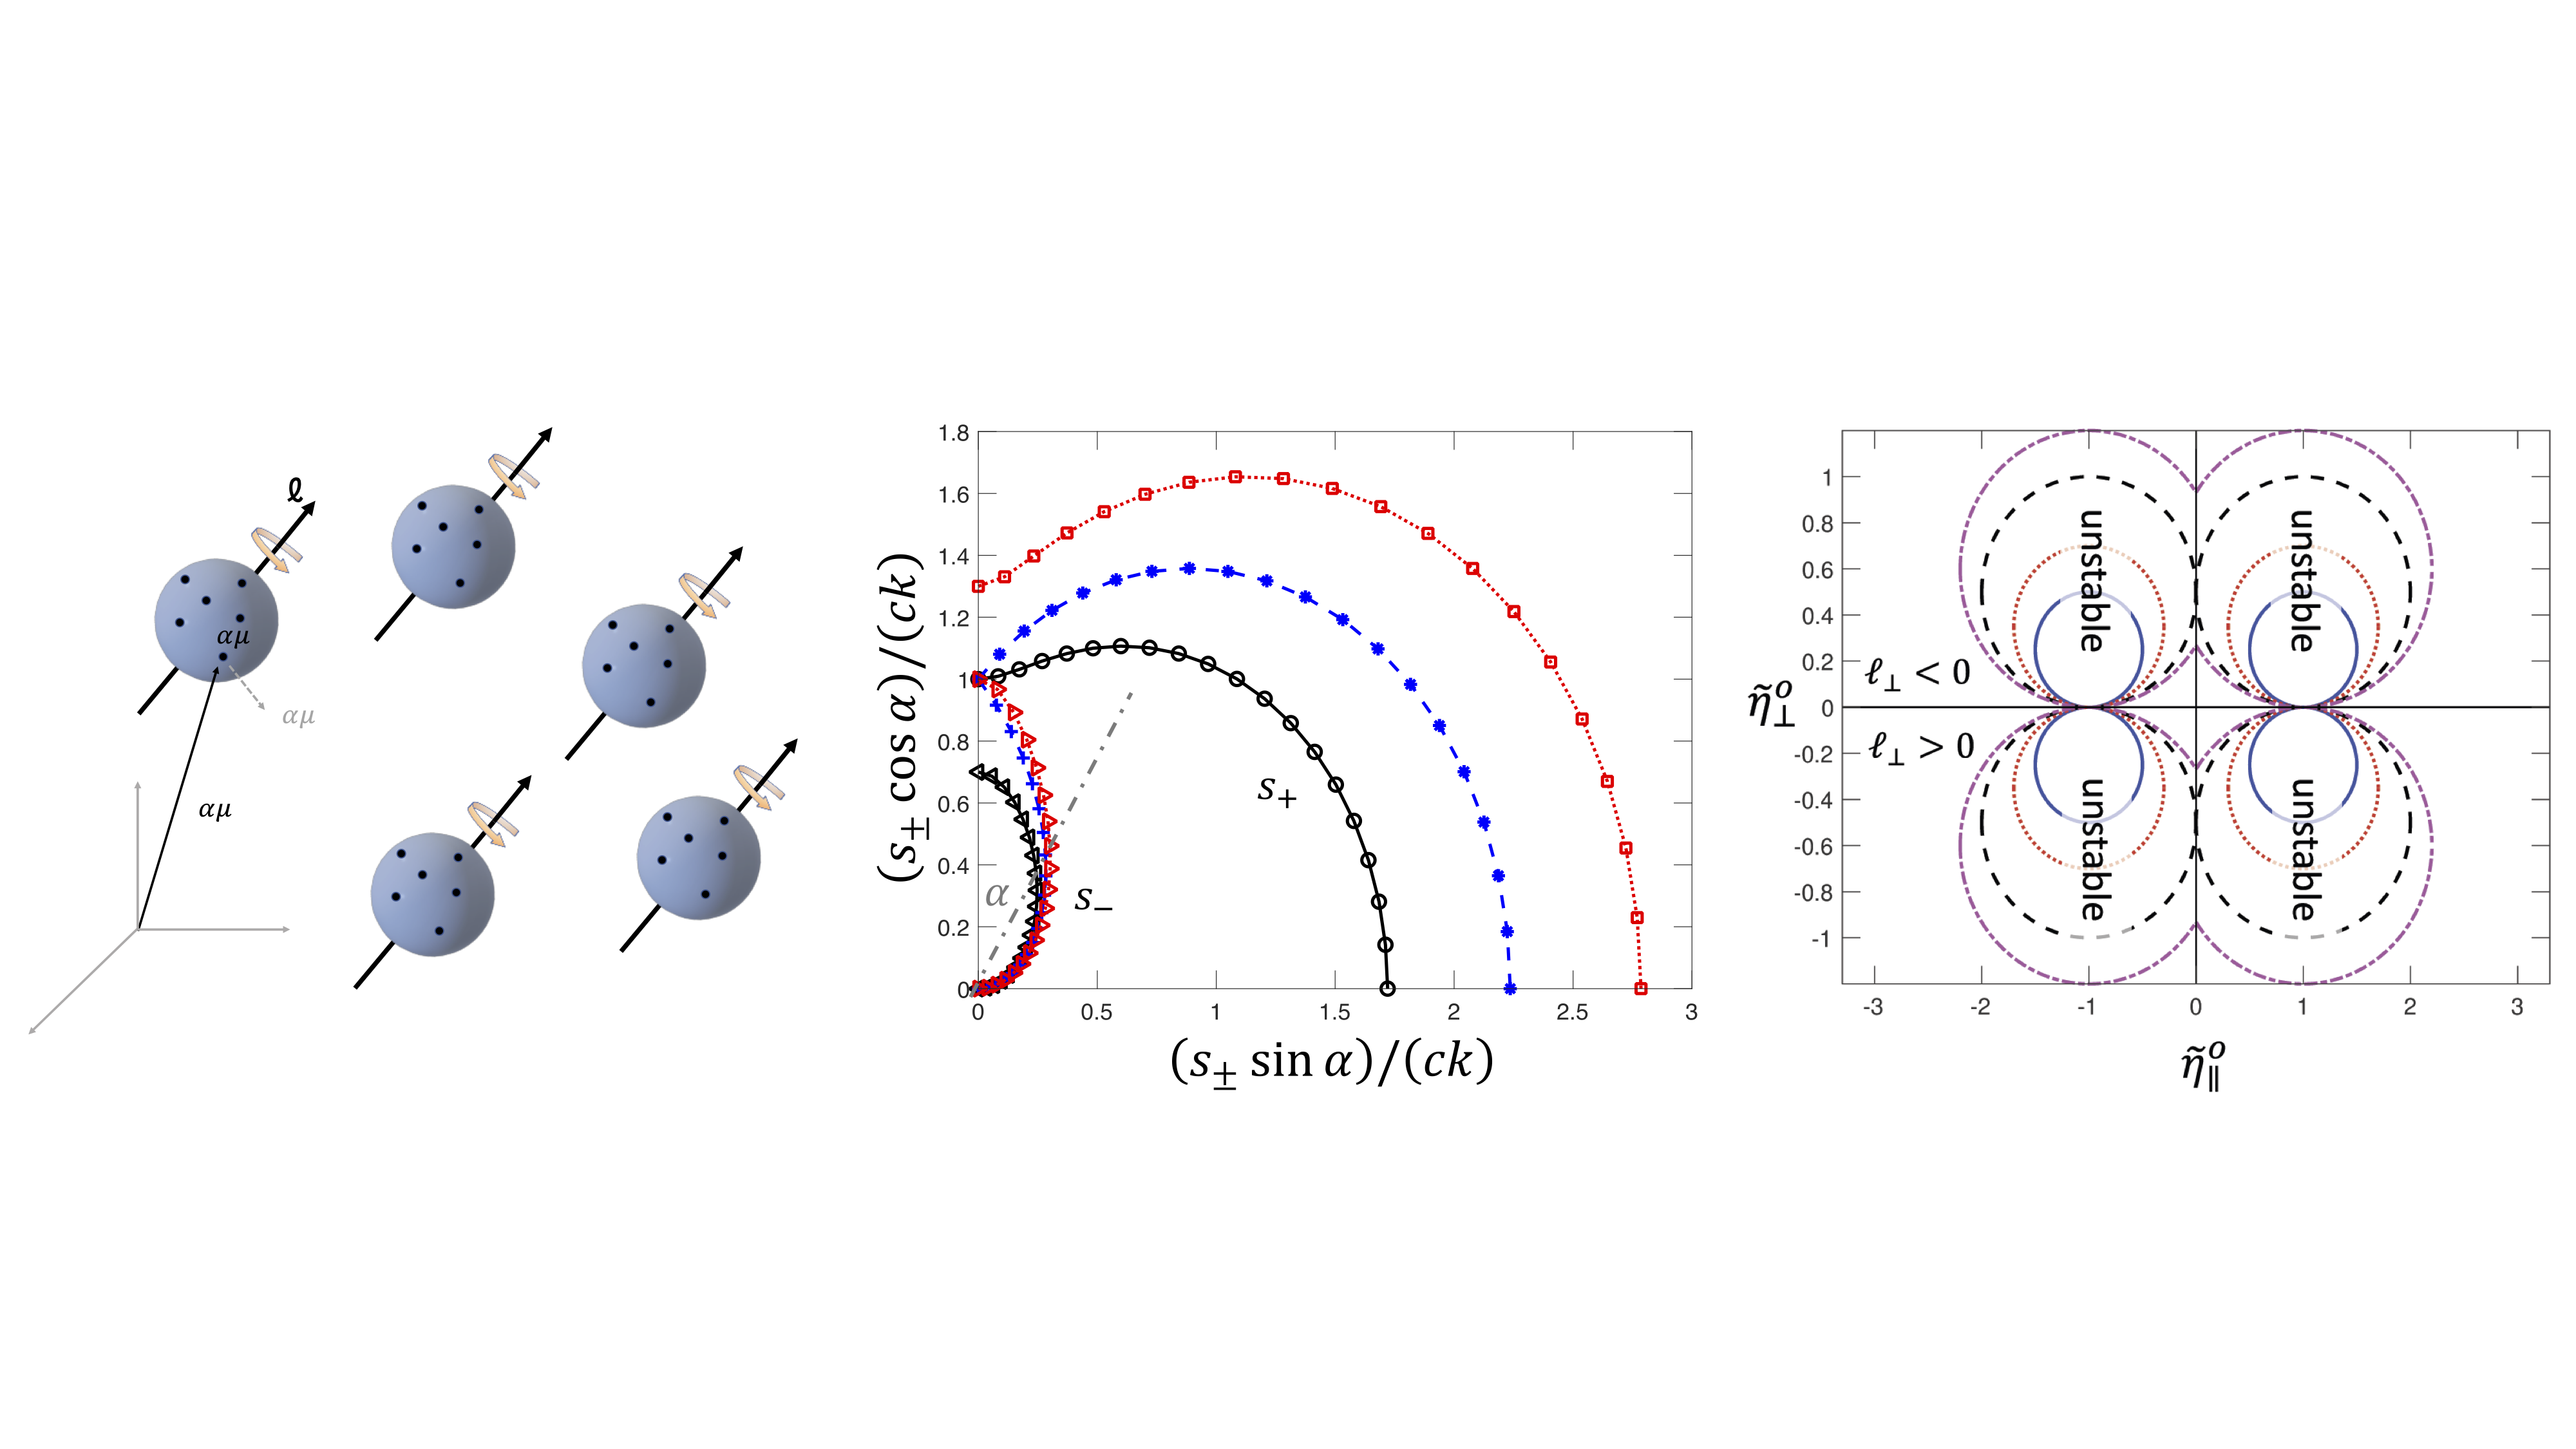 ℓ
αμ
αμ
αμ
(s± cos α)/(ck)
1.8
1.6
1.4
1.2
1
0.8
0.6
0.4
0.2
0
s₊
s₋
α
0 0.5 1 1.5 2 2.5 3
(s± sin α)/(ck)
η̃⊥ᵒ
1
0.8
0.6
0.4
0.2
0
-0.2
-0.4
-0.6
-0.8
-1
unstable unstable
ℓ⊥ < 0
ℓ⊥ > 0
unstable unstable
-3 -2 -1 0 1 2 3
η̃∥ᵒ